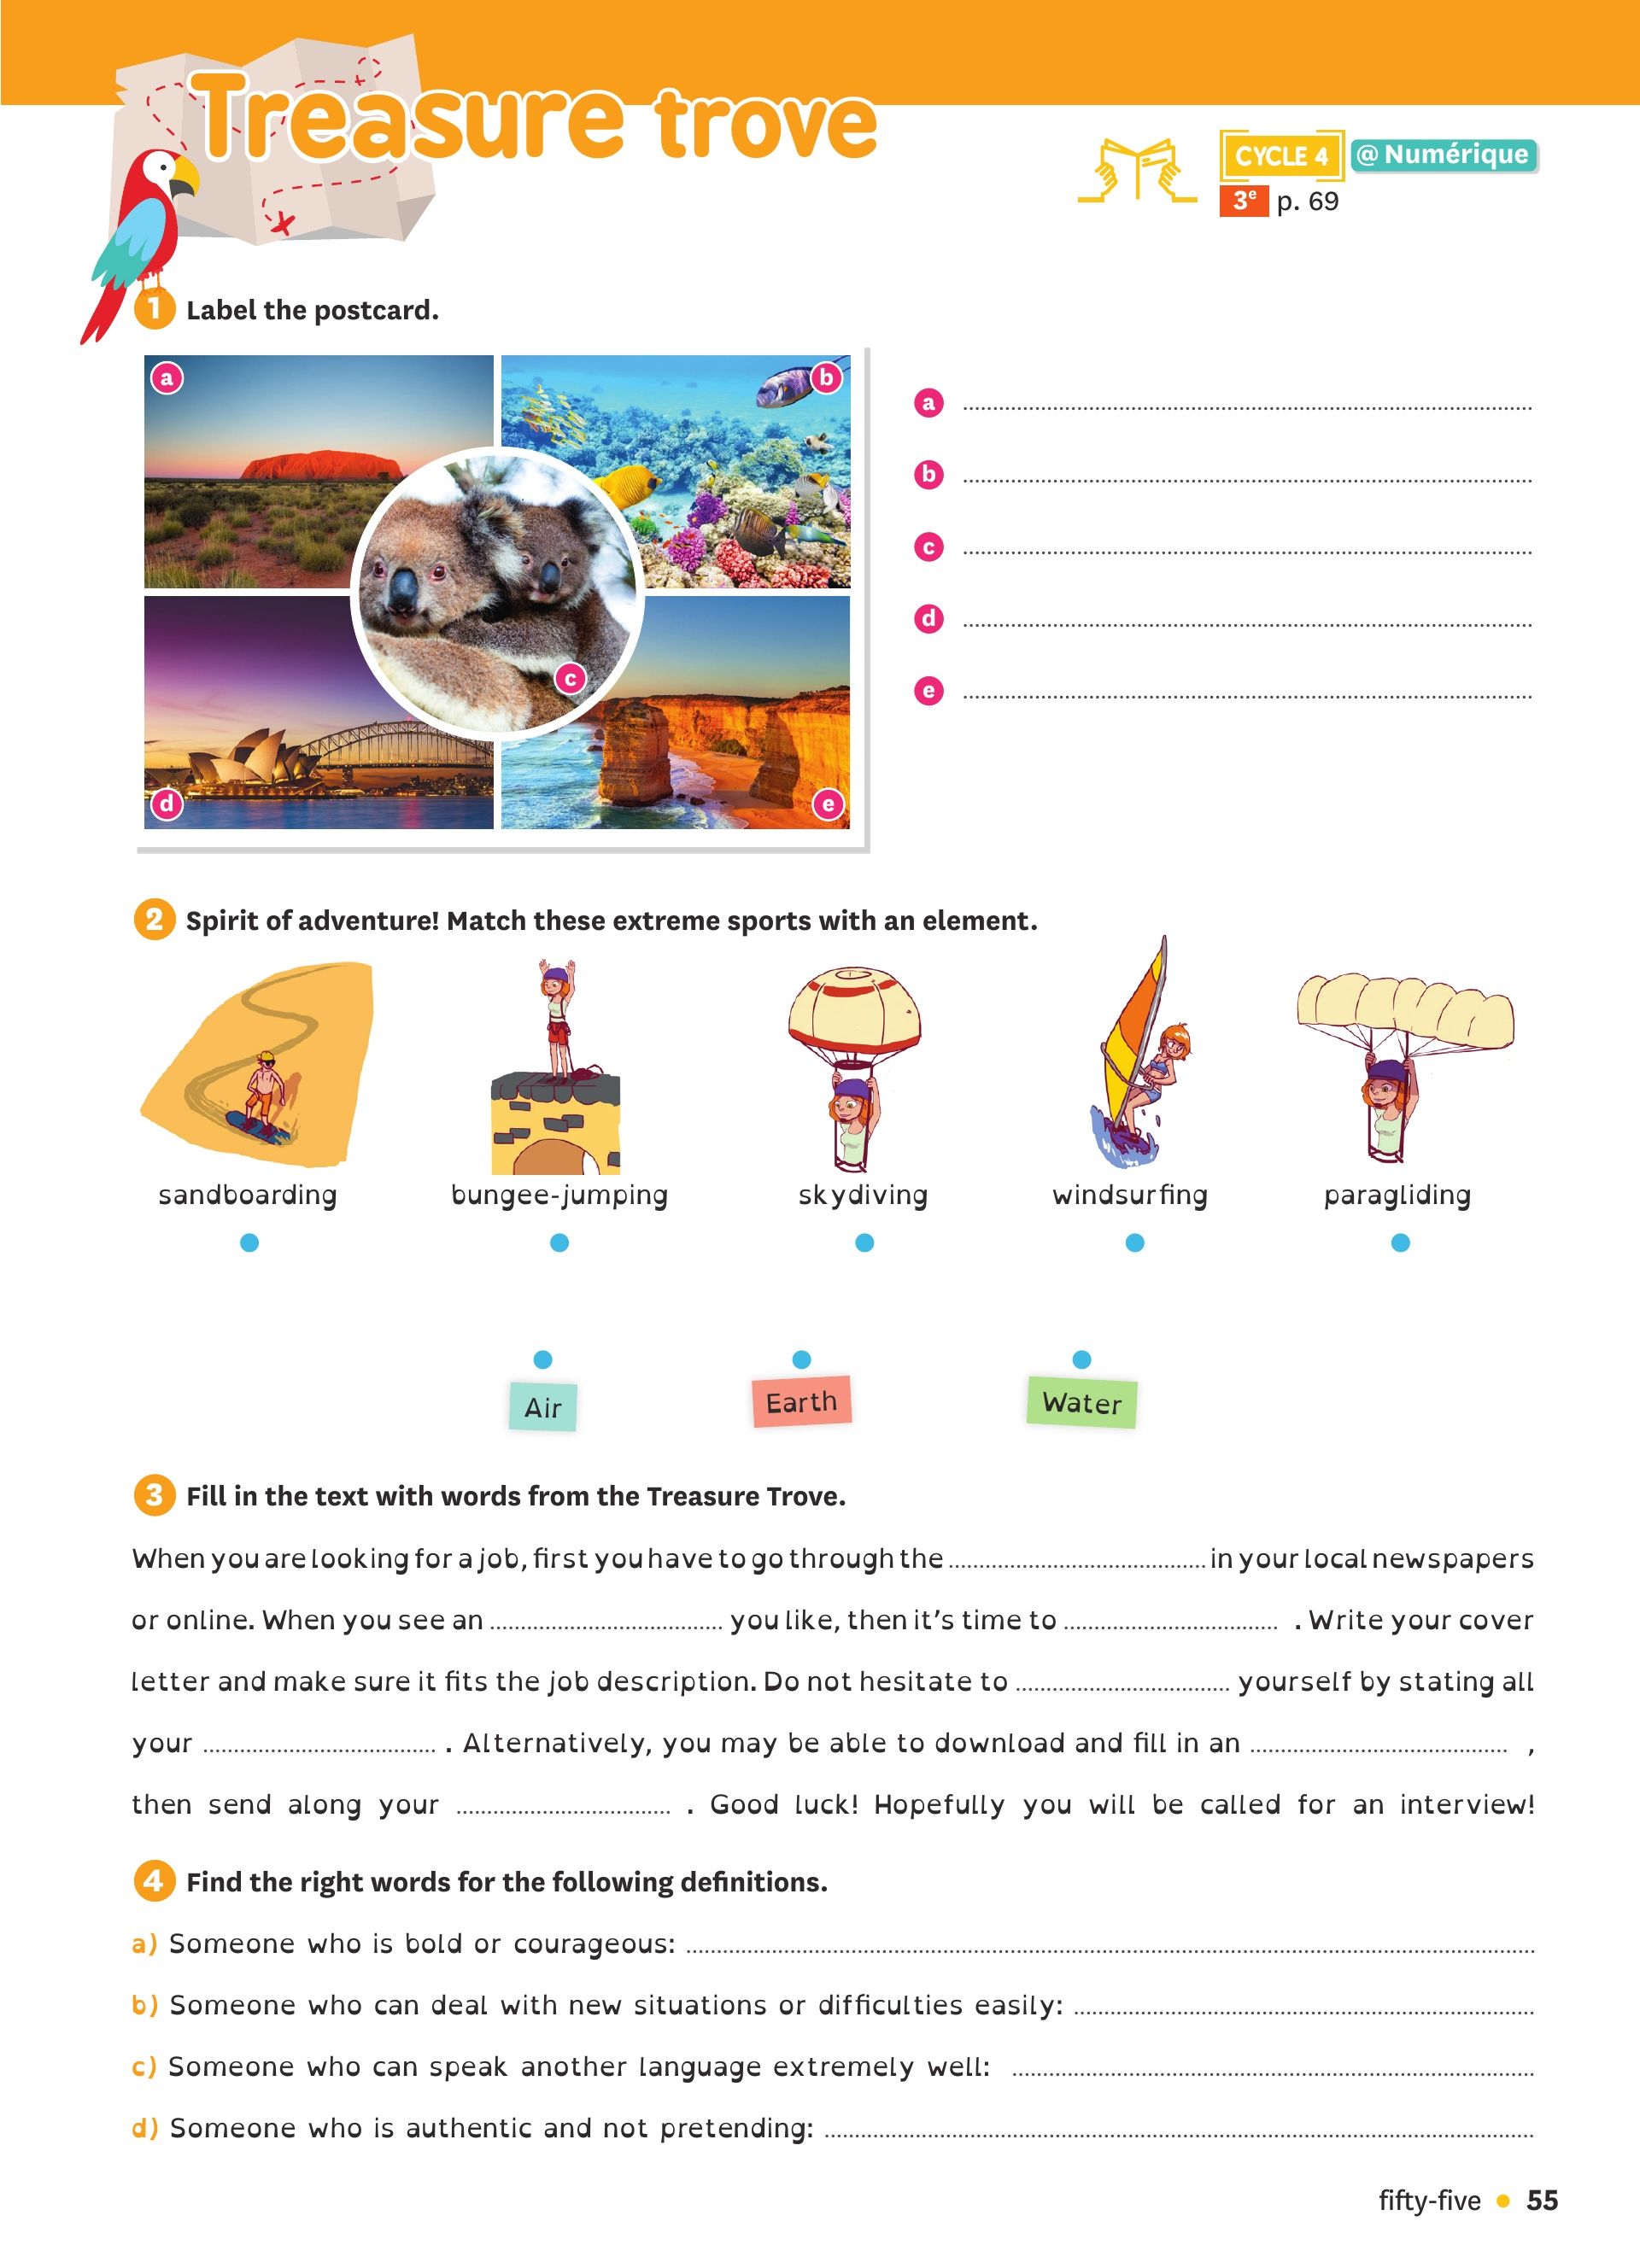 Treasure trove
CYCLE 4 @ Numérique
3e p. 69
1 Label the postcard.
a
b
c
d
e
a ....................
b ....................
c ....................
d ....................
e ....................
2 Spirit of adventure! Match these extreme sports with an element.
sandboarding bungee-jumping skydiving windsurfing paragliding
Air Earth Water
3 Fill in the text with words from the Treasure Trove.
When you are looking for a job, first you have to go through the .................... in your local newspapers
or online. When you see an .................... you like, then it's time to .................... . Write your cover
letter and make sure it fits the job description. Do not hesitate to .................... yourself by stating all
your .................... . Alternatively, you may be able to download and fill in an .................... ,
then send along your .................... . Good luck! Hopefully you will be called for an interview!
4 Find the right words for the following definitions.
a) Someone who is bold or courageous: ....................
b) Someone who can deal with new situations or difficulties easily: ....................
c) Someone who can speak another language extremely well: ....................
d) Someone who is authentic and not pretending: ....................
fifty-five • 55